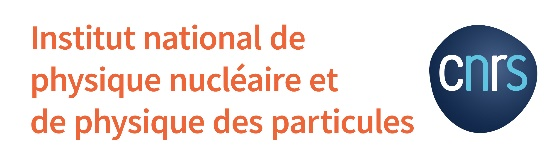 Institut national de
physique nucléaire et
de physique des particules
cnrs